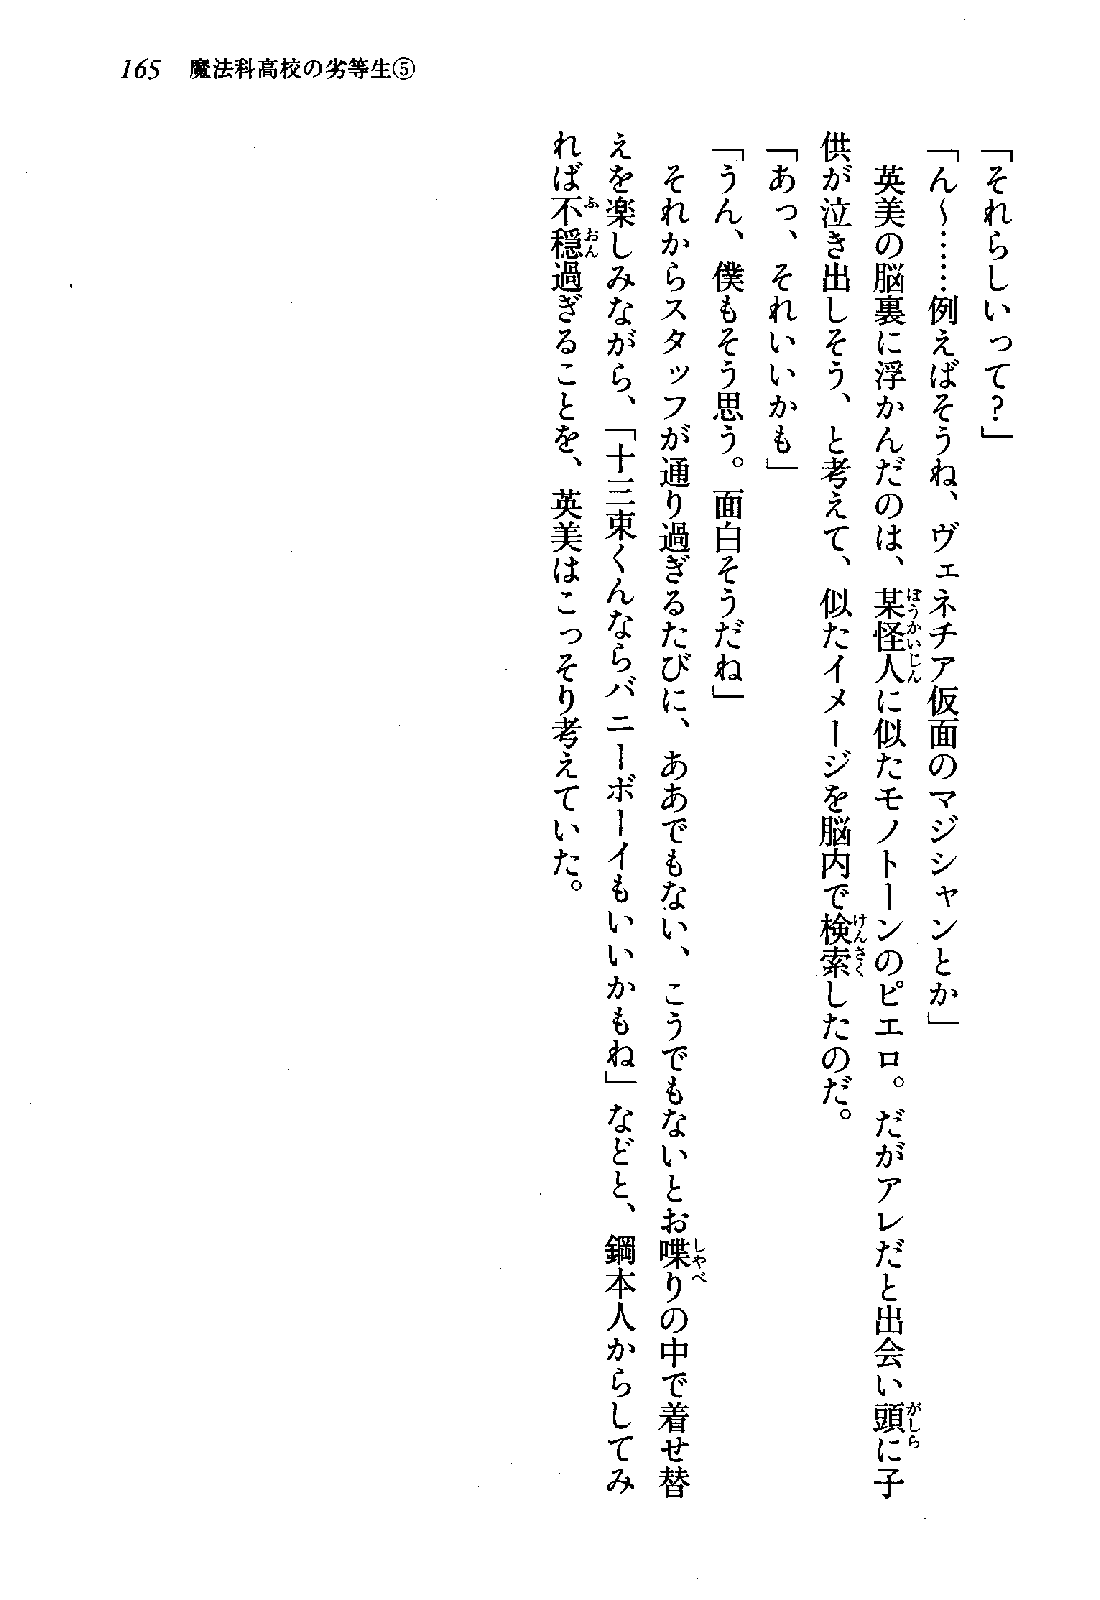 165 魔法科高校の劣等生⑤
「それらしいって?」
「ん～……例えばそうね、ヴェネチア仮面のマジシャンとか」
英美の脳裏に浮かんだのは、某怪人に似たモノトーンのピエロ。だがアレだと出会い頭に子
供が泣き出しそう、と考えて、似たイメージを脳内で検索したのだ。
「あっ、それいいかも」
「うん、僕もそう思う。面白そうだね」
それからスタッフが通り過ぎるたびに、ああでもない、こうでもないとお喋りの中で着せ替
えを楽しみながら、「十三束くんならバニーボーイもいいかもね」などと、鋼本人からしてみ
れば不穏過ぎることを、英美はこっそり考えていた。